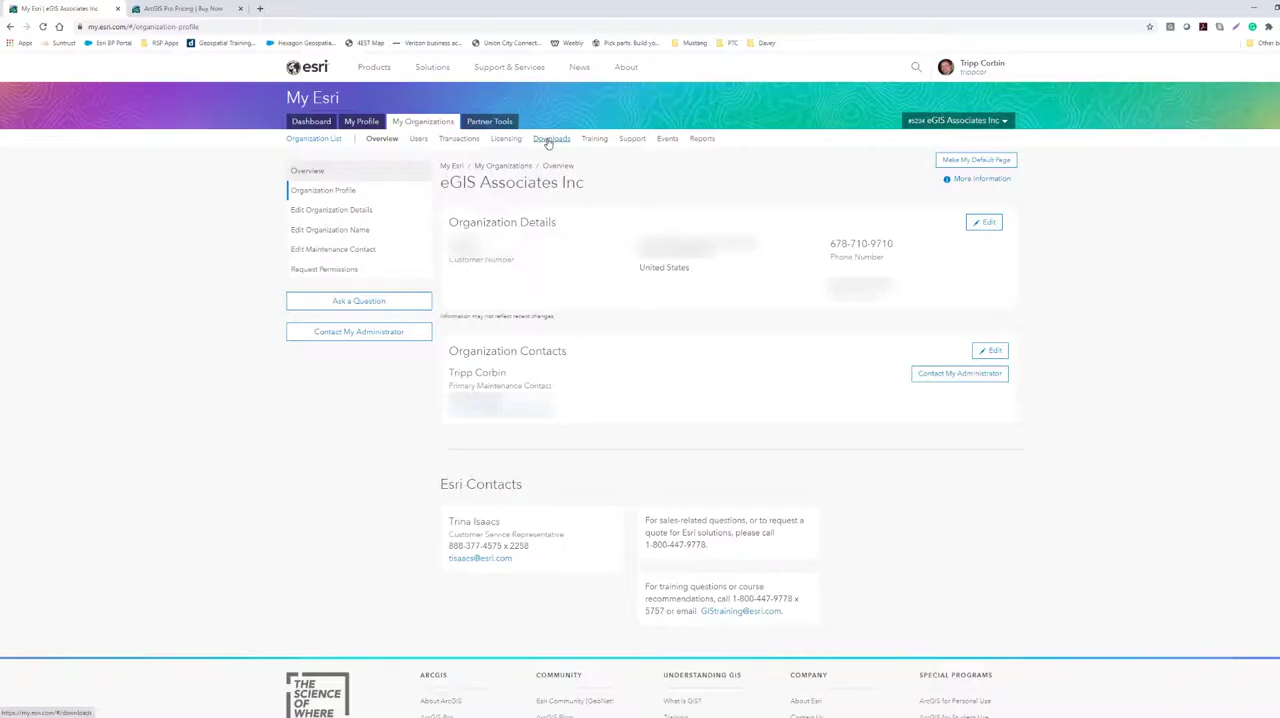 My Esri | eGIS Associates Inc
ArcGIS Pro Pricing | Buy Now
my.esri.com/#/organization-profile
Apps
Suntrust
Esri BP Portal
RSP Apps
Geospatial Training...
Hexagon Geospatia...
4EST Map
Verizon business ac...
Union City Connect...
Weebly
Pick parts. Build yo...
Mustang
PTC
Davey
Other b
esri
Products
Solutions
Support & Services
News
About
Tripp Corbin
trippcor
My Esri
Dashboard
My Profile
My Organizations
Partner Tools
#5234 eGIS Associates Inc
Organization List
Overview
Users
Transactions
Licensing
Downloads
Training
Support
Events
Reports
Overview
Organization Profile
Edit Organization Details
Edit Organization Name
Edit Maintenance Contact
Request Permissions
Ask a Question
Contact My Administrator
My Esri / My Organizations / Overview
Make My Default Page
More Information
eGIS Associates Inc
Organization Details
Edit
Customer Number
United States
678-710-9710
Phone Number
Information may not reflect recent changes.
Organization Contacts
Edit
Tripp Corbin
Primary Maintenance Contact
Contact My Administrator
Esri Contacts
Trina Isaacs
Customer Service Representative
888-377-4575 x 2258
tisaacs@esri.com
For sales-related questions, or to request a
quote for Esri solutions, please call
1-800-447-9778.
For training questions or course
recommendations, call 1-800-447-9778 x
5757 or email GIStraining@esri.com.
THE
SCIENCE
OF
WHERE
ARCGIS
About ArcGIS
ArcGIS Pro
COMMUNITY
Esri Community (GeoNet)
ArcGIS Blog
UNDERSTANDING GIS
What is GIS?
Training
COMPANY
About Esri
Contact Us
SPECIAL PROGRAMS
ArcGIS for Personal Use
ArcGIS for Student Use
https://my.esri.com/#/downloads